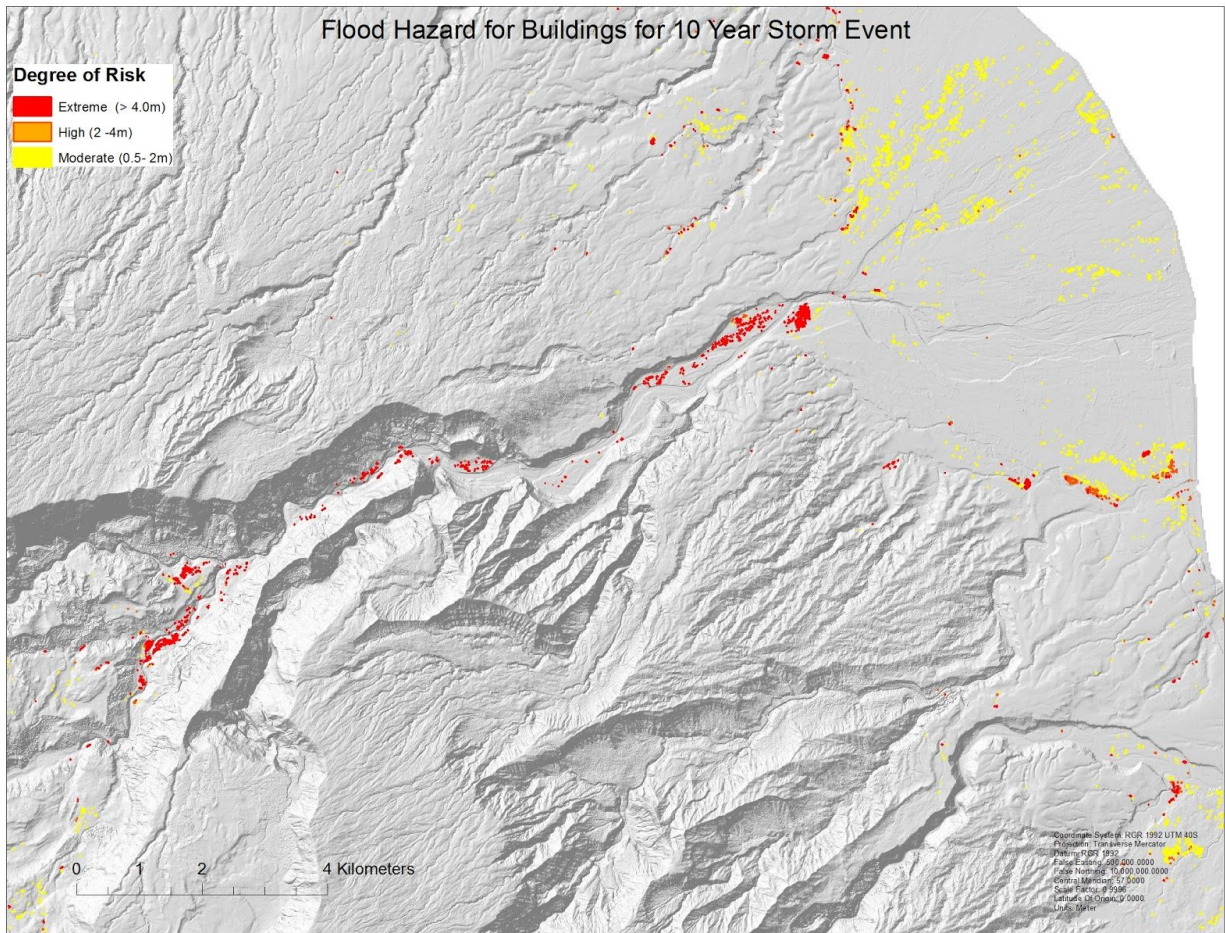 Flood Hazard for Buildings for 10 Year Storm Event
Degree of Risk
Extreme (> 4.0m)
High (2 -4m)
Moderate (0.5- 2m)
0 1 2 4 Kilometers
Coordinate System: RGR 1992 UTM 40S
Projection: Transverse Mercator
Datum: RGR 1992
False Easting: 500,000.0000
False Northing: 10,000,000.0000
Central Meridian: 57.0000
Scale Factor: 0.9996
Latitude Of Origin: 0.0000
Units: Meter